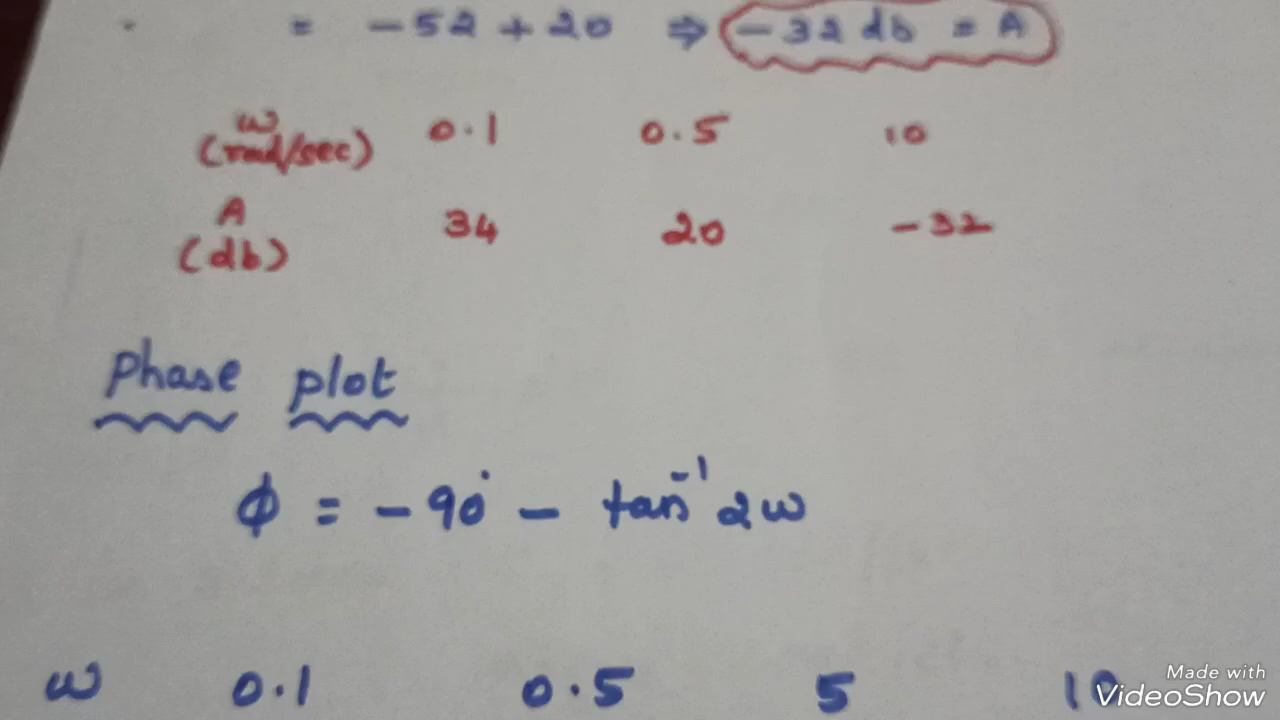 = -52 + 20 ⇒ -32 db = A
ω (rad/sec) 0.1 0.5 10
A (db) 34 20 -32
Phase plot
ϕ = -90° - tan⁻¹ 2ω
ω 0.1 0.5 5 10
Made with
VideoShow